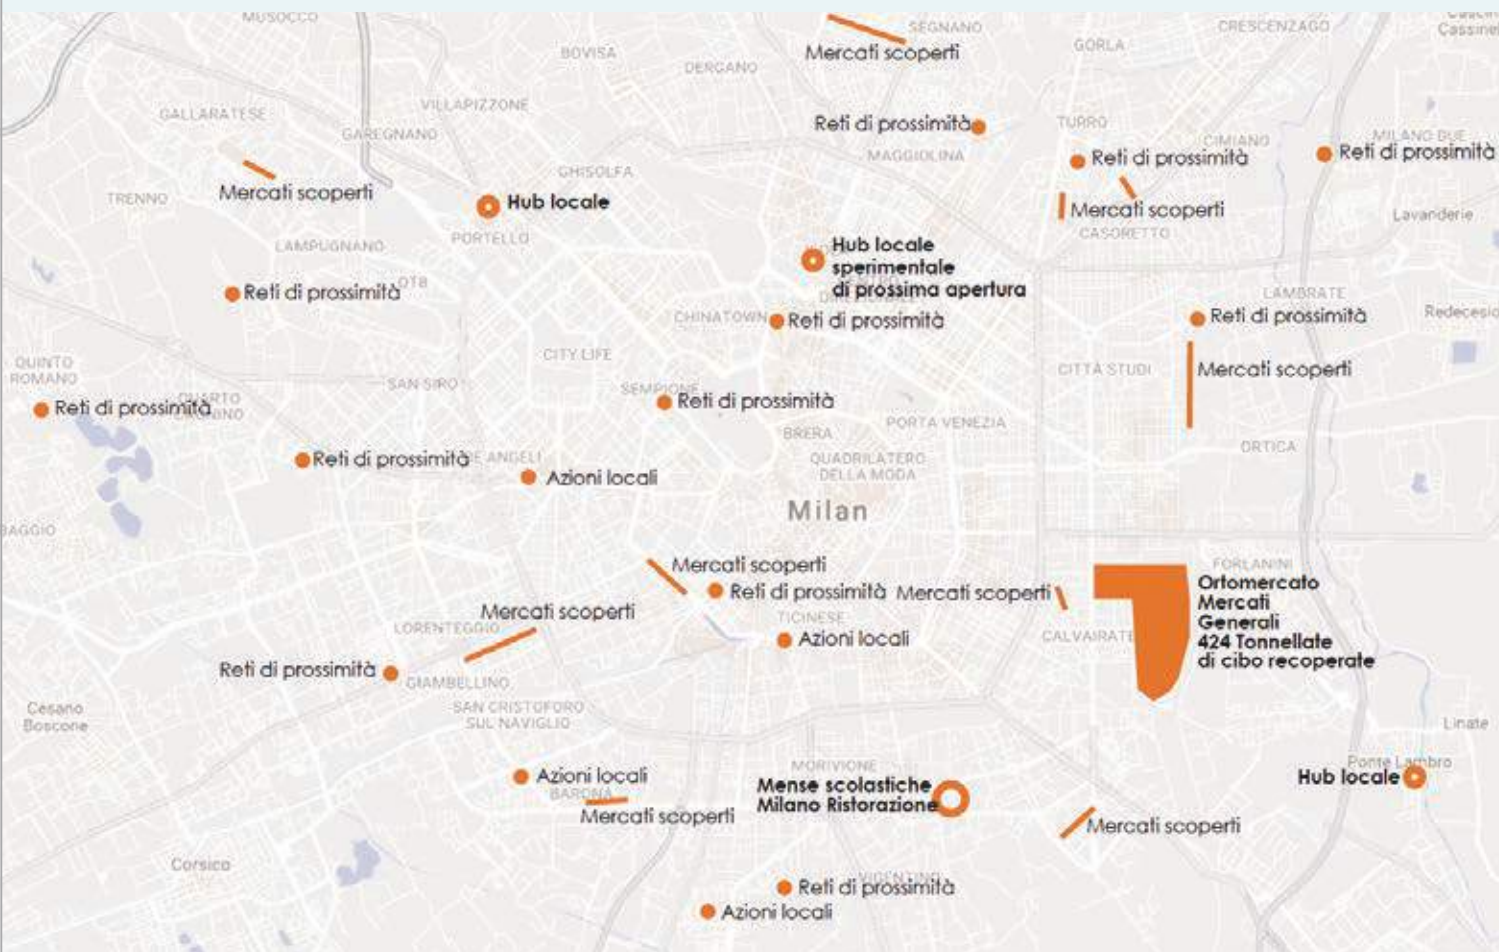 MUSOCCO
SEGNANO
CRESCENZAGO
BOVISA
Mercati scoperti
GORLA
DERGANO
VILLAPIZZONE
GALLARATESE
GAREGNANO
Reti di prossimità
TURRO
CIMIANO
MILANO DUE
MAGGIOLINA
Reti di prossimità
Reti di prossimità
GHISOLFA
Mercati scoperti
TRENNO
Hub locale
Mercati scoperti
Lavanderie
CASORETTO
PORTELLO
LAMPUGNANO
Hub locale
sperimentale
di prossima apertura
QT8
Reti di prossimità
LAMBRATE
CHINATOWN
Reti di prossimità
Reti di prossimità
Redecesio
CITY LIFE
QUINTO
ROMANO
CITTÀ STUDI
Mercati scoperti
SAN SIRO
SEMPIONE
Reti di prossimità
Reti di prossimità
PORTA VENEZIA
BRERA
ORTICA
Reti di prossimità
DE ANGELI
QUADRILATERO
DELLA MODA
Azioni locali
Milan
BAGGIO
Mercati scoperti
FORLANINI
Ortomercato
Mercati
Generali
424 Tonnellate
di cibo recoperate
Reti di prossimità
Mercati scoperti
Mercati scoperti
TICINESE
LORENTEGGIO
Azioni locali
CALVAIRATE
Reti di prossimità
GIAMBELLINO
Cesano
Boscone
SAN CRISTOFORO
SUL NAVIGLIO
Linate
MORIVIONE
Ponte Lambro
Azioni locali
Mense scolastiche
Milano Ristorazione
Hub locale
BARONA
Mercati scoperti
Mercati scoperti
Corsico
VIGENTINO
Reti di prossimità
Azioni locali